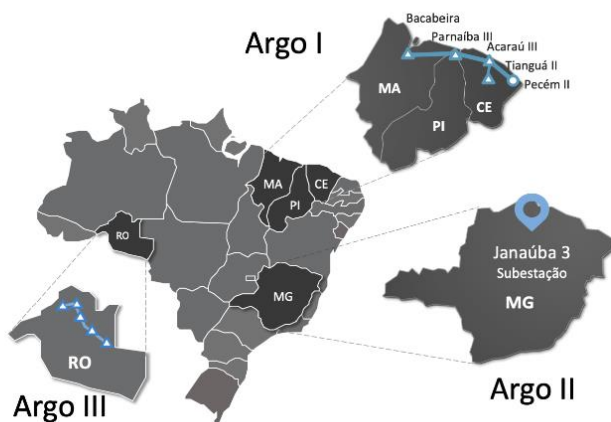 Argo I
Bacabeira
Parnaíba III
Acaraú III
Tianguá II
Pecém II
MA
PI
CE
MA
PI
CE
RO
MG
Janaúba 3
Subestação
MG
Argo II
RO
Argo III